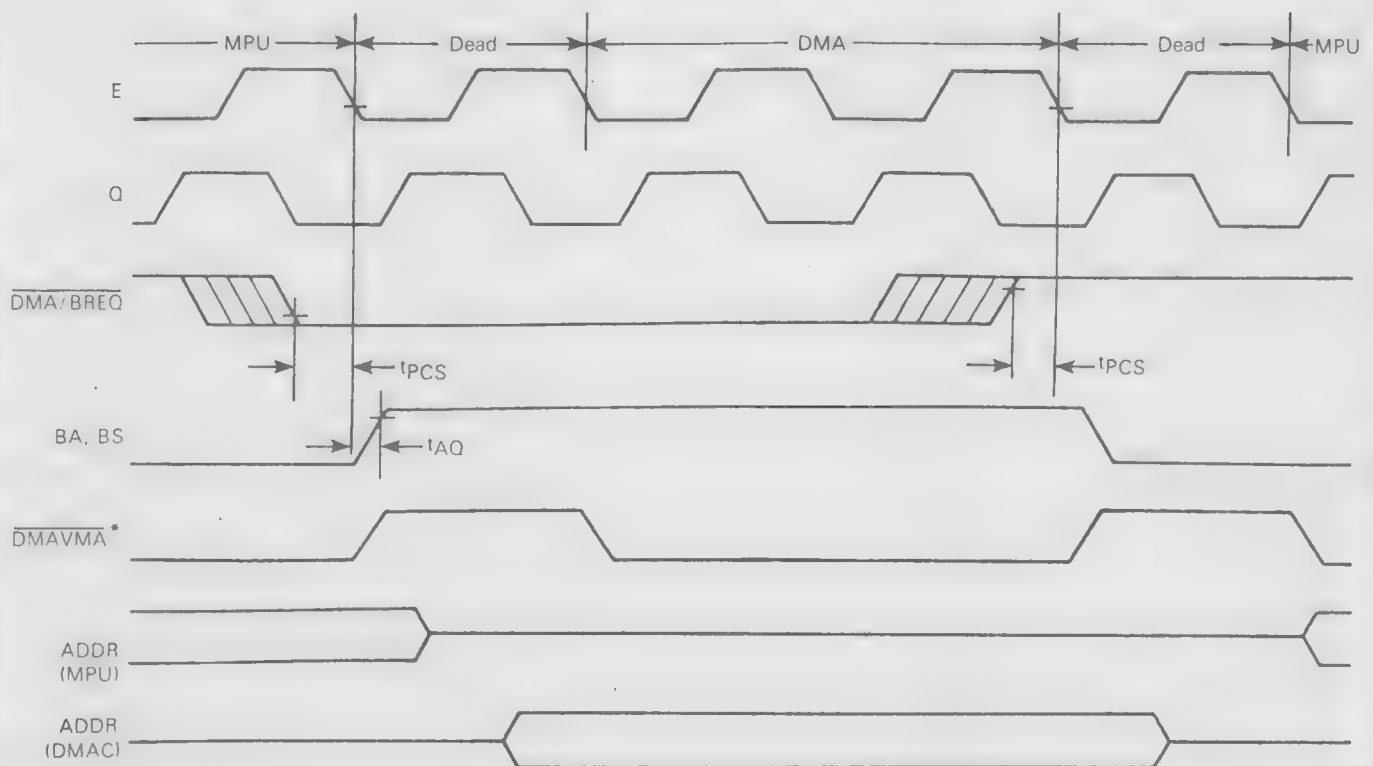 MPU Dead DMA Dead MPU
E
Q
DMA/BREQ
tPCS tPCS
BA, BS
tAQ
DMAVMA*
ADDR
(MPU)
ADDR
(DMAC)